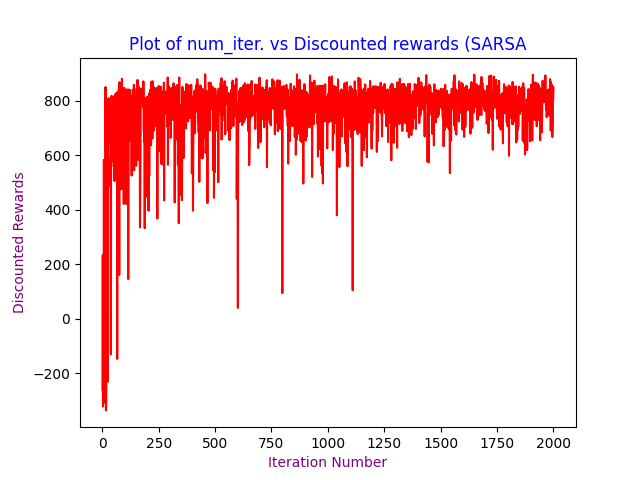 Plot of num_iter. vs Discounted rewards (SARSA
Discounted Rewards
800
600
400
200
0
−200
0 250 500 750 1000 1250 1500 1750 2000
Iteration Number